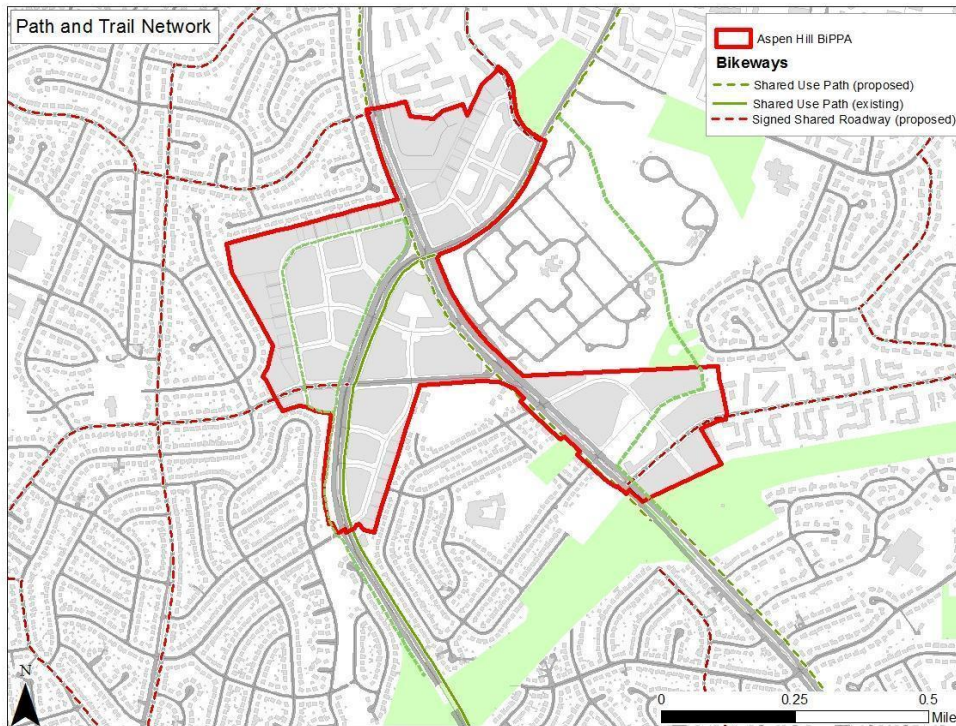 Path and Trail Network
Aspen Hill BiPPA
Bikeways
Shared Use Path (proposed)
Shared Use Path (existing)
Signed Shared Roadway (proposed)
N
0 0.25 0.5
Mile